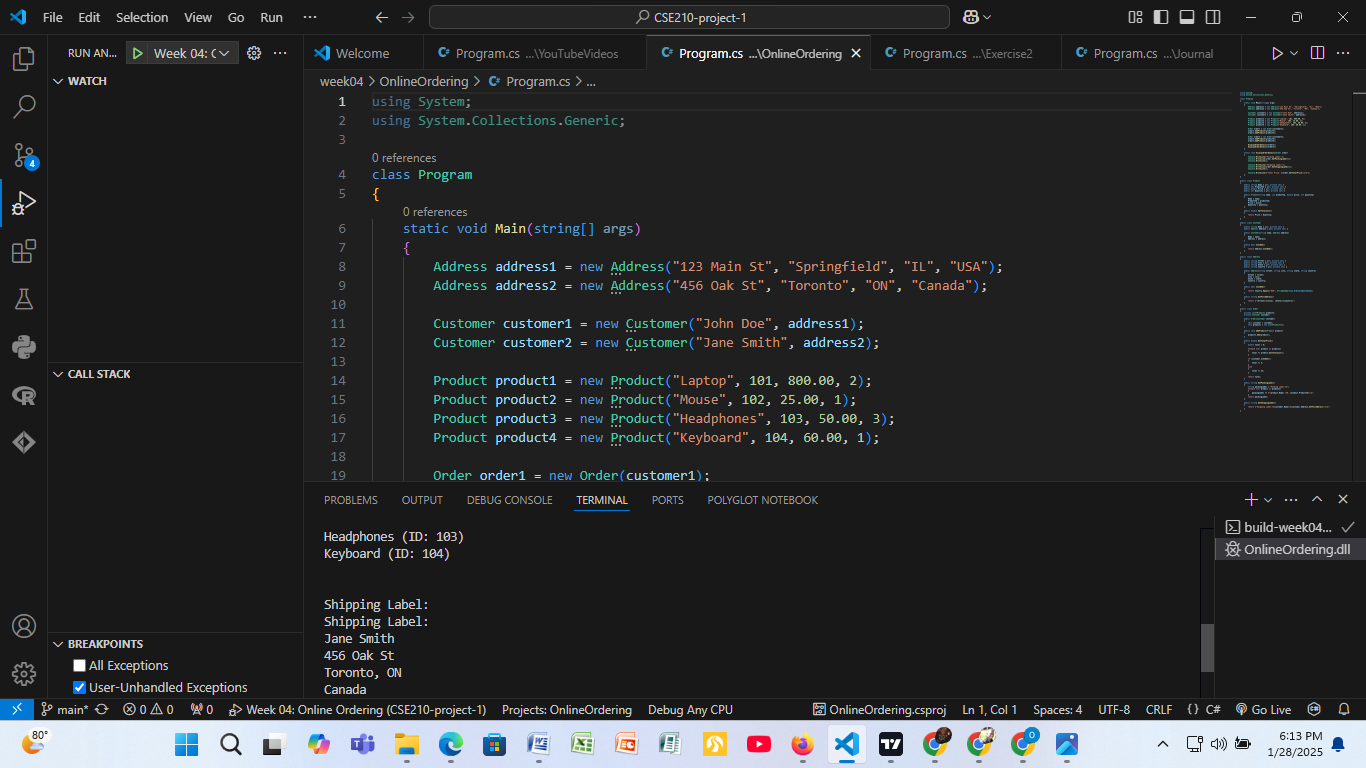 File Edit Selection View Go Run ···
CSE210-project-1
RUN AN... Week 04: O ···
Welcome
Program.cs ...\YouTubeVideos
Program.cs ...\OnlineOrdering
Program.cs ...\Exercise2
Program.cs ...\Journal
WATCH
CALL STACK
BREAKPOINTS
All Exceptions
User-Unhandled Exceptions
4
week04 > OnlineOrdering > Program.cs > ...
1 using System;
2 using System.Collections.Generic;
3
0 references
4 class Program
5 {
0 references
6 static void Main(string[] args)
7 {
8 Address address1 = new Address("123 Main St", "Springfield", "IL", "USA");
9 Address address2 = new Address("456 Oak St", "Toronto", "ON", "Canada");
10
11 Customer customer1 = new Customer("John Doe", address1);
12 Customer customer2 = new Customer("Jane Smith", address2);
13
14 Product product1 = new Product("Laptop", 101, 800.00, 2);
15 Product product2 = new Product("Mouse", 102, 25.00, 1);
16 Product product3 = new Product("Headphones", 103, 50.00, 3);
17 Product product4 = new Product("Keyboard", 104, 60.00, 1);
18
19 Order order1 = new Order(customer1);
PROBLEMS OUTPUT DEBUG CONSOLE TERMINAL PORTS POLYGLOT NOTEBOOK
Headphones (ID: 103)
Keyboard (ID: 104)
Shipping Label:
Shipping Label:
Jane Smith
456 Oak St
Toronto, ON
Canada
build-week04...
OnlineOrdering.dll
main* 0 0 0 Week 04: Online Ordering (CSE210-project-1) Projects: OnlineOrdering Debug Any CPU OnlineOrdering.csproj Ln 1, Col 1 Spaces: 4 UTF-8 CRLF {} C# Go Live
80°
6:13 PM
1/28/2025